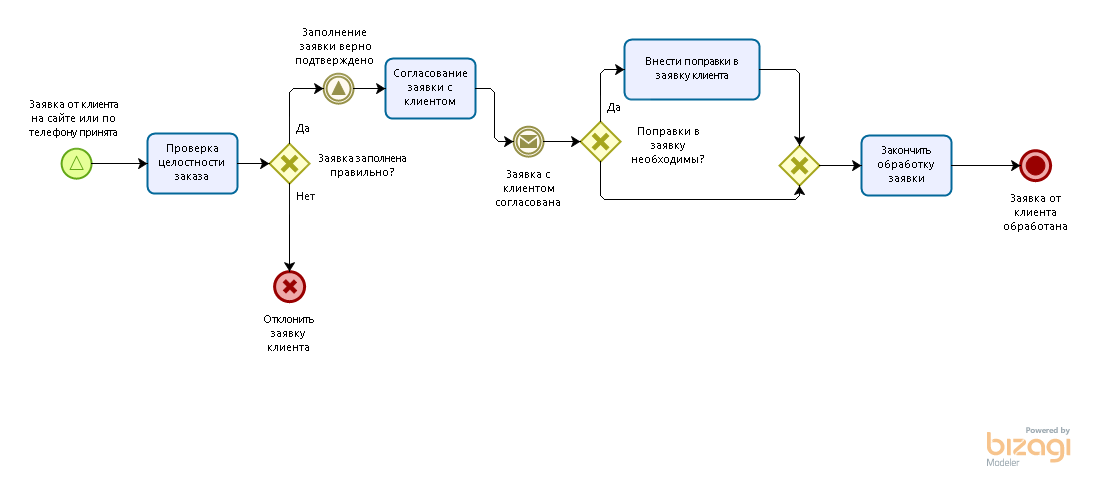 Заявка от клиента
на сайте или по
телефону принята
Проверка
целостности
заказа
Заявка заполнена
правильно?
Да
Нет
Отклонить
заявку
клиента
Заполнение
заявки верно
подтверждено
Согласование
заявки с
клиентом
Заявка с
клиентом
согласована
Поправки в
заявку
необходимы?
Да
Внести поправки в
заявку клиента
Закончить
обработку
заявки
Заявка от
клиента
обработана
Powered by
bizagi
Modeler